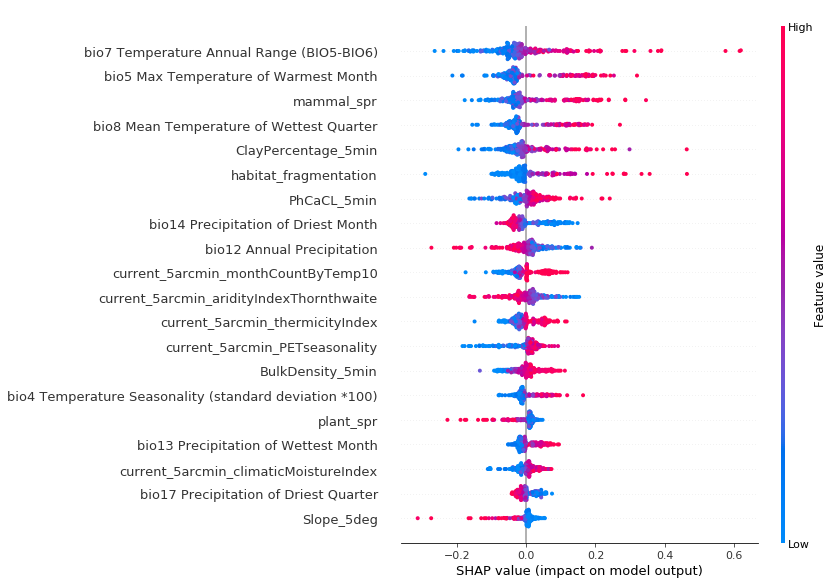 High
bio7 Temperature Annual Range (BIO5-BIO6)
bio5 Max Temperature of Warmest Month
mammal_spr
bio8 Mean Temperature of Wettest Quarter
ClayPercentage_5min
habitat_fragmentation
PhCaCL_5min
bio14 Precipitation of Driest Month
bio12 Annual Precipitation
current_5arcmin_monthCountByTemp10
current_5arcmin_aridityIndexThornthwaite
current_5arcmin_thermicityIndex
current_5arcmin_PETseasonality
BulkDensity_5min
bio4 Temperature Seasonality (standard deviation *100)
plant_spr
bio13 Precipitation of Wettest Month
current_5arcmin_climaticMoistureIndex
bio17 Precipitation of Driest Quarter
Slope_5deg
Feature value
Low
−0.2 0.0 0.2 0.4 0.6
SHAP value (impact on model output)